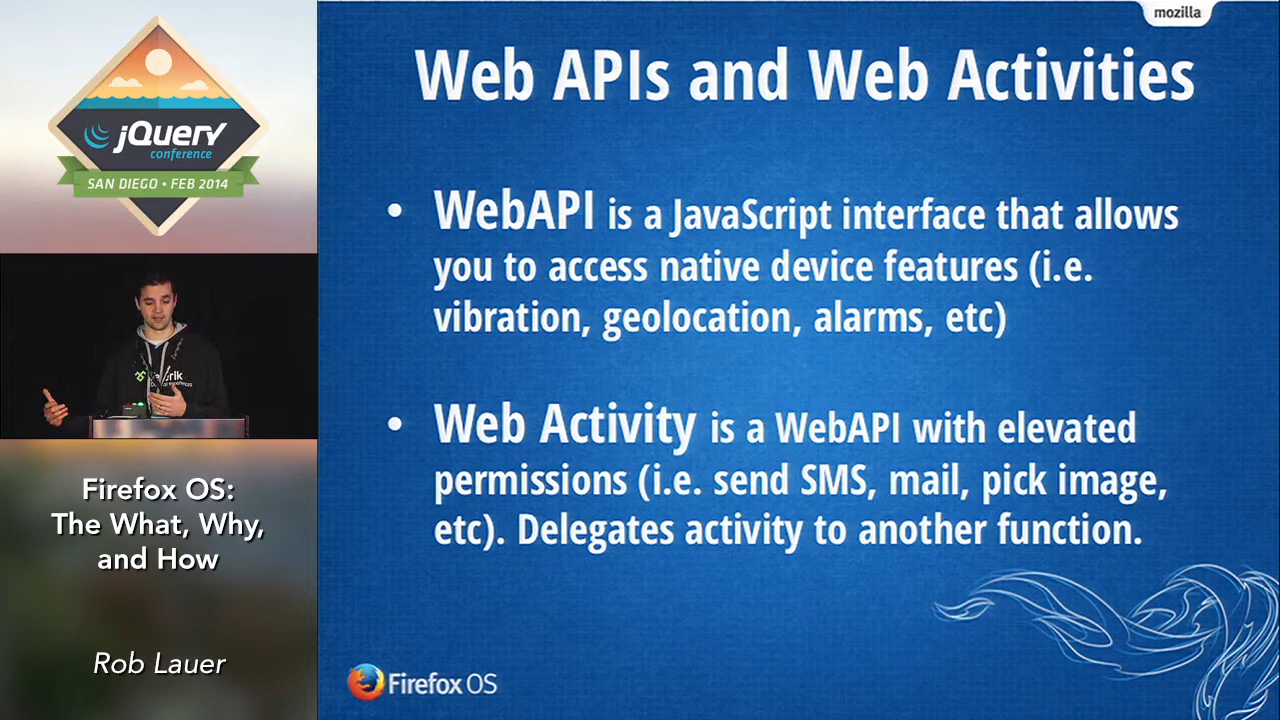 jQuery
conference
SAN DIEGO • FEB 2014
Firefox OS:
The What, Why,
and How
Rob Lauer
mozilla
Web APIs and Web Activities
• WebAPI is a JavaScript interface that allows
you to access native device features (i.e.
vibration, geolocation, alarms, etc)
• Web Activity is a WebAPI with elevated
permissions (i.e. send SMS, mail, pick image,
etc). Delegates activity to another function.
Firefox OS